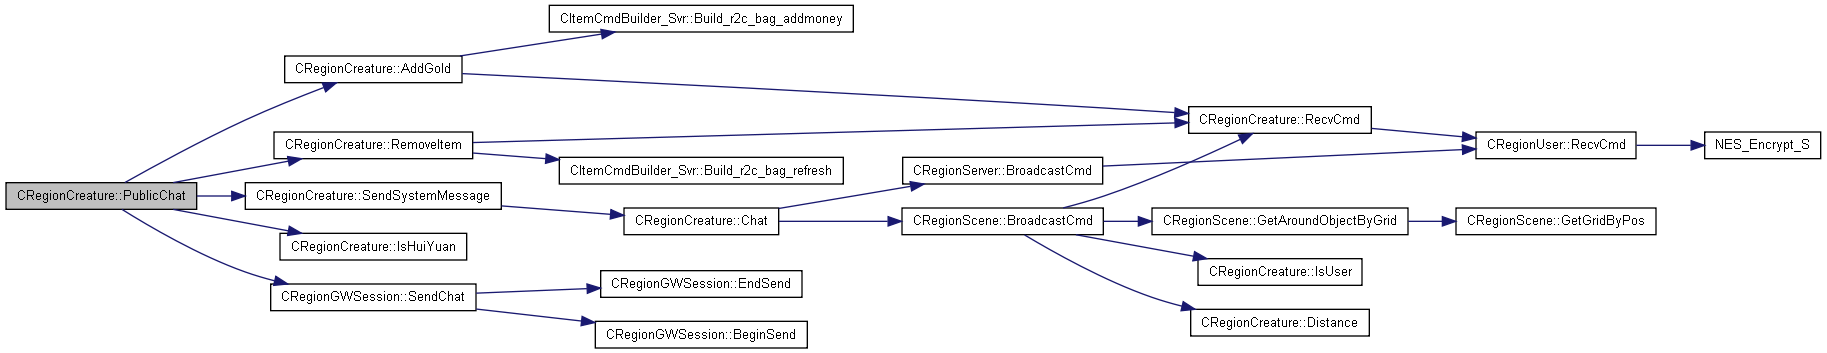 CItemCmdBuilder_Svr::Build_r2c_bag_addmoney
CRegionCreature::AddGold
CRegionCreature::RecvCmd
CRegionCreature::RemoveItem
CRegionUser::RecvCmd
NES_Encrypt_S
CItemCmdBuilder_Svr::Build_r2c_bag_refresh
CRegionServer::BroadcastCmd
CRegionCreature::PublicChat
CRegionCreature::SendSystemMessage
CRegionCreature::Chat
CRegionScene::BroadcastCmd
CRegionScene::GetAroundObjectByGrid
CRegionScene::GetGridByPos
CRegionCreature::IsHuiYuan
CRegionCreature::IsUser
CRegionGWSession::EndSend
CRegionGWSession::SendChat
CRegionCreature::Distance
CRegionGWSession::BeginSend